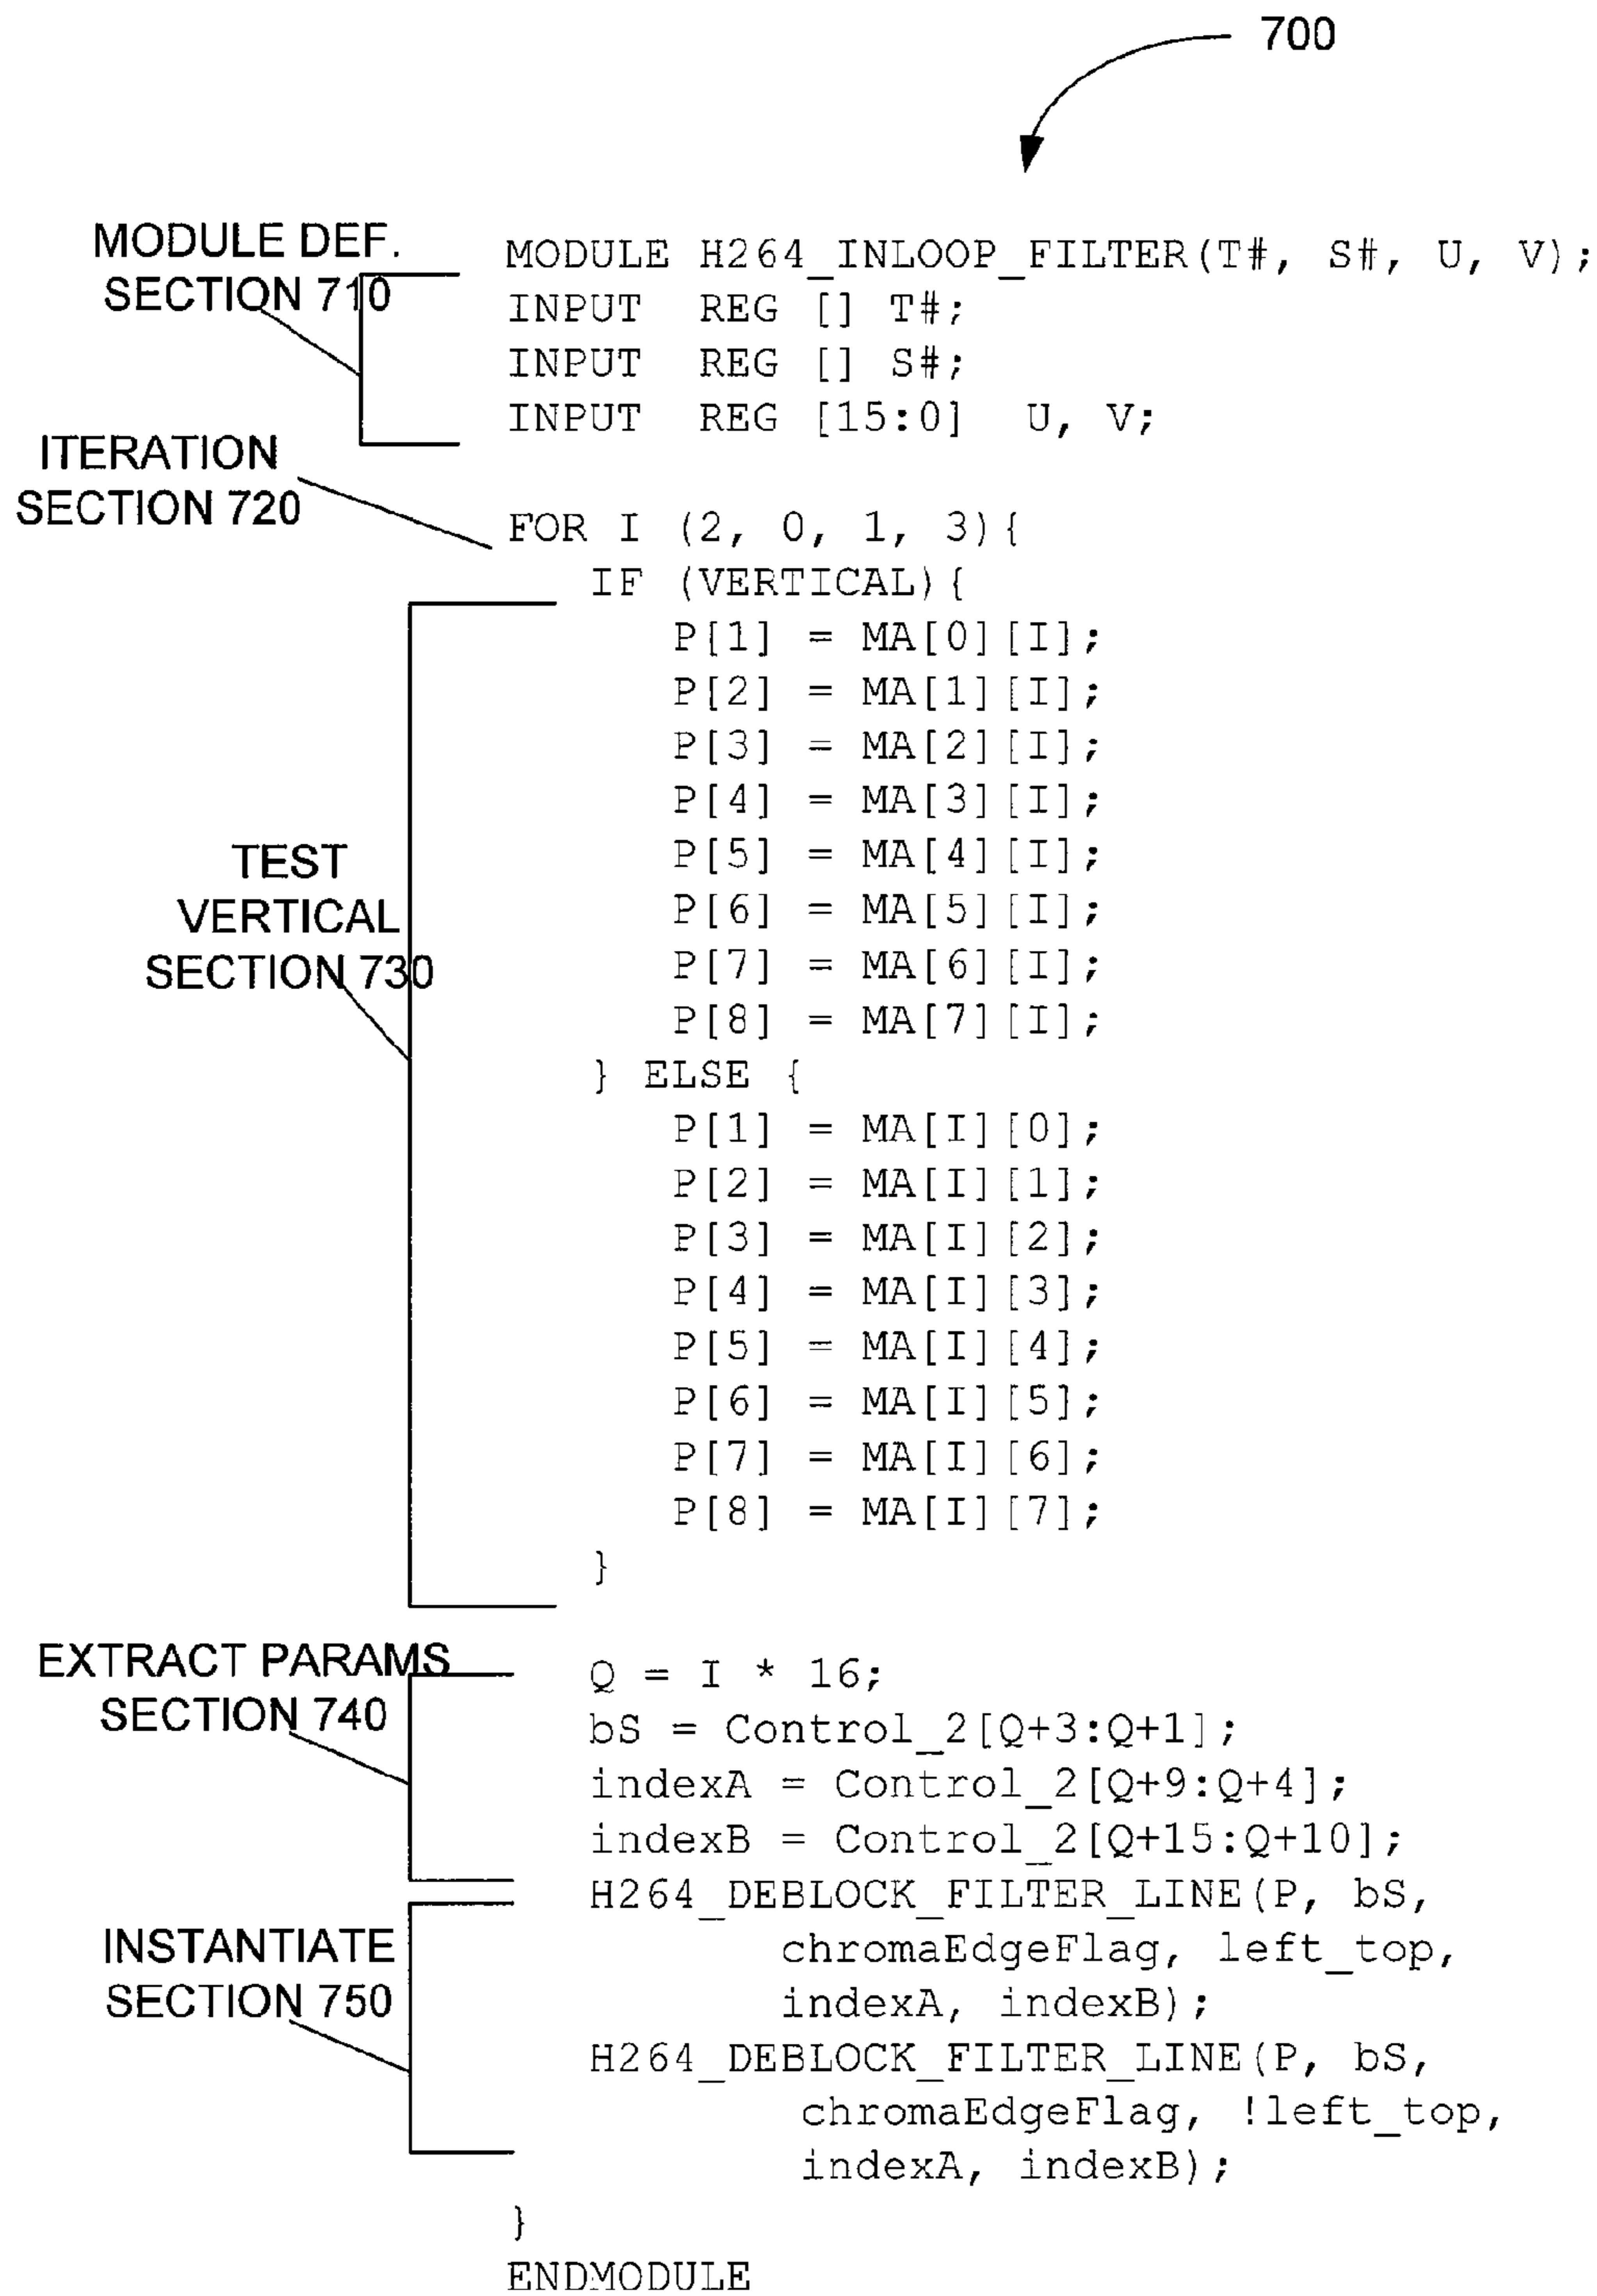 700
MODULE DEF.
SECTION 710
MODULE H264_INLOOP_FILTER(T#, S#, U, V);
INPUT REG [] T#;
INPUT REG [] S#;
INPUT REG [15:0] U, V;
ITERATION
SECTION 720
FOR I (2, 0, 1, 3){
IF (VERTICAL){
P[1] = MA[0][I];
P[2] = MA[1][I];
P[3] = MA[2][I];
P[4] = MA[3][I];
P[5] = MA[4][I];
P[6] = MA[5][I];
P[7] = MA[6][I];
P[8] = MA[7][I];
TEST
VERTICAL
SECTION 730
} ELSE {
P[1] = MA[I][0];
P[2] = MA[I][1];
P[3] = MA[I][2];
P[4] = MA[I][3];
P[5] = MA[I][4];
P[6] = MA[I][5];
P[7] = MA[I][6];
P[8] = MA[I][7];
}
EXTRACT PARAMS
SECTION 740
Q = I * 16;
bS = Control_2[Q+3:Q+1];
indexA = Control_2[Q+9:Q+4];
indexB = Control_2[Q+15:Q+10];
INSTANTIATE
SECTION 750
H264_DEBLOCK_FILTER_LINE(P, bS,
chromaEdgeFlag, left_top,
indexA, indexB);
H264_DEBLOCK_FILTER_LINE(P, bS,
chromaEdgeFlag, !left_top,
indexA, indexB);
}
ENDMODULE